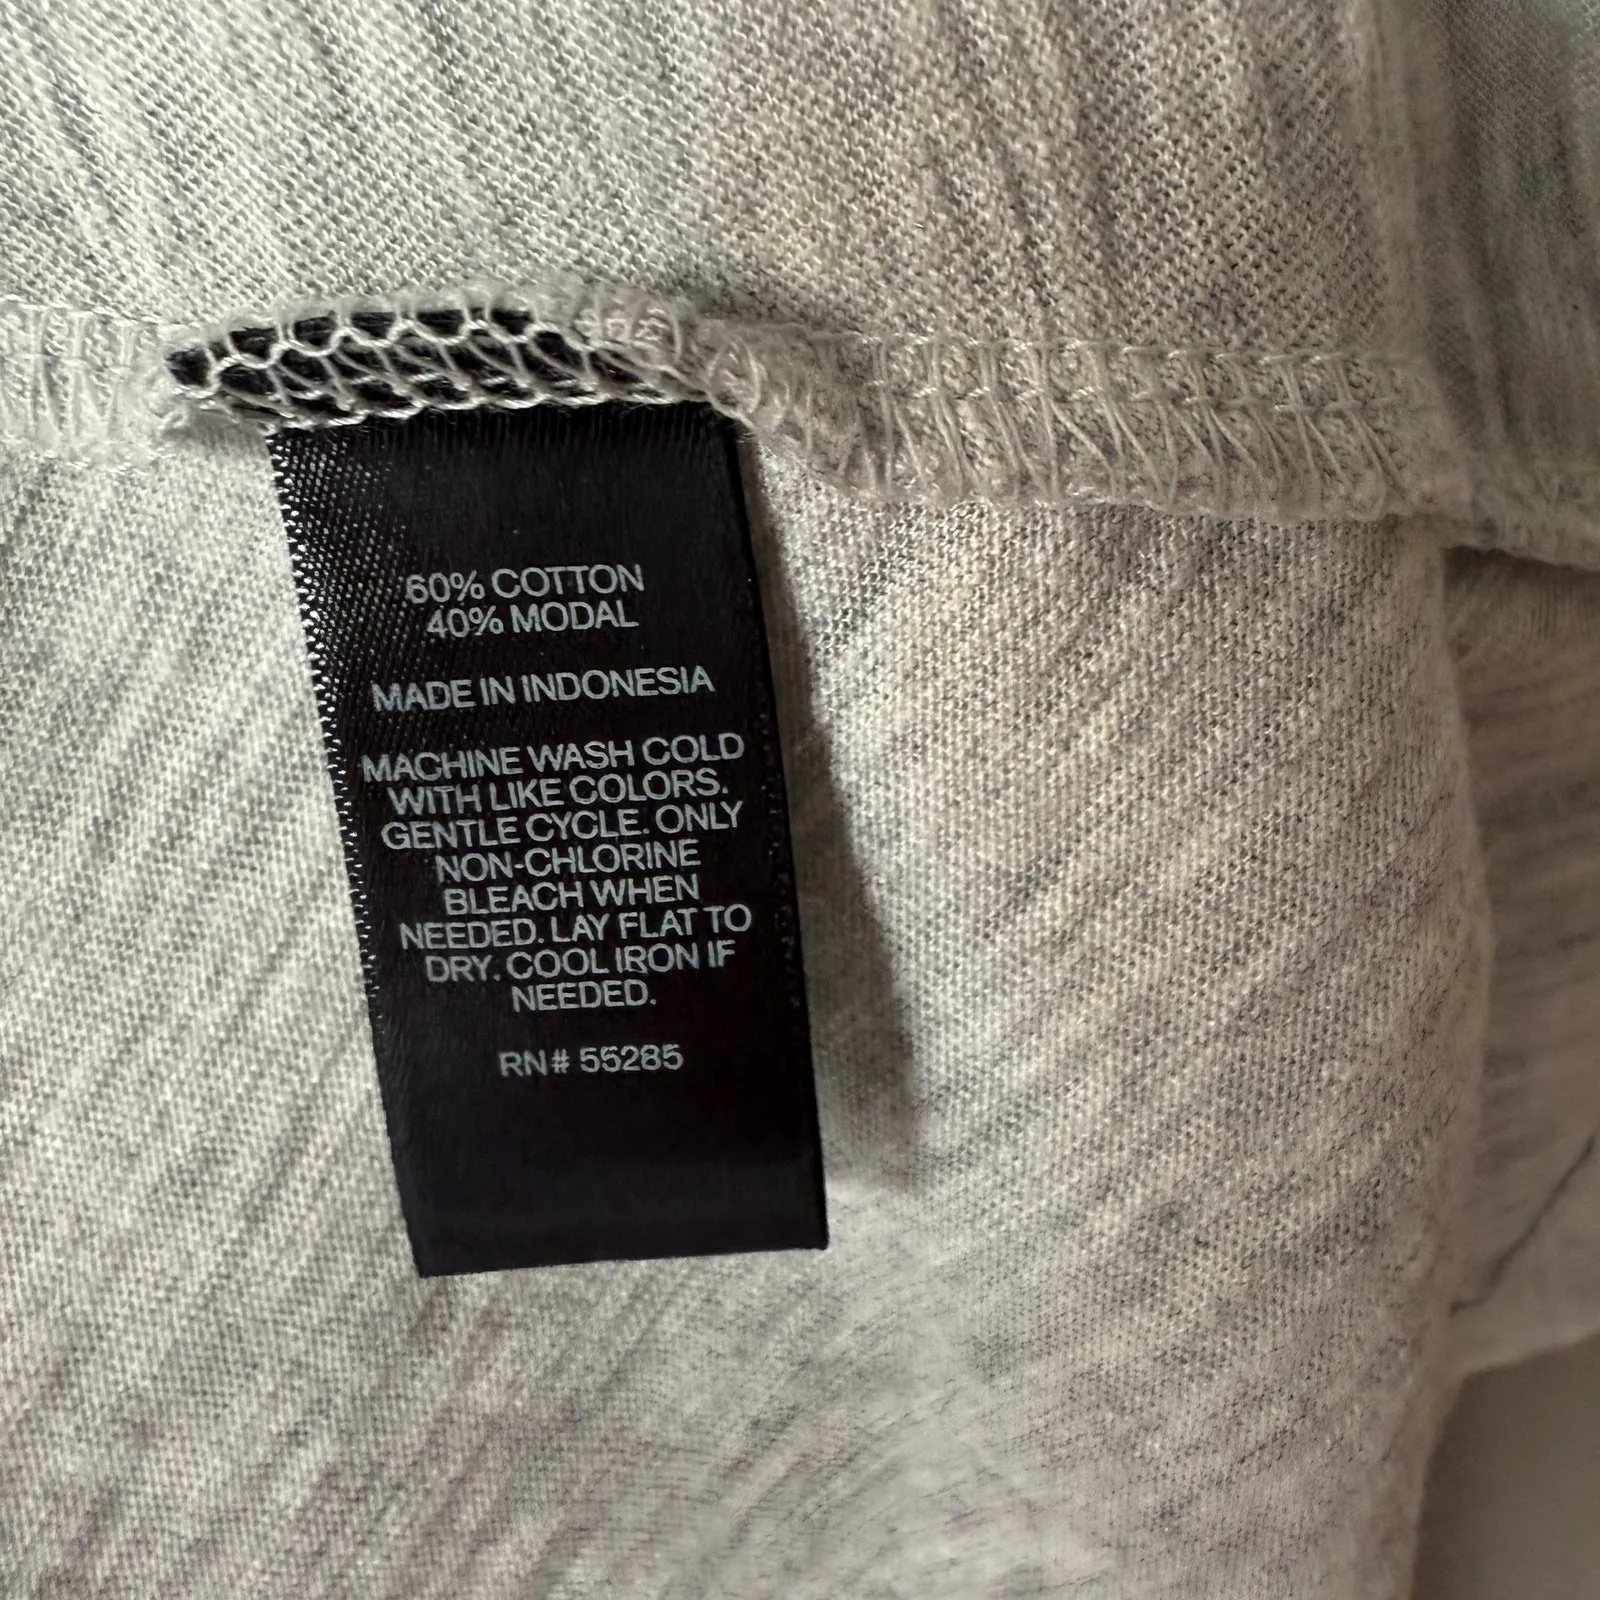 60% COTTON
40% MODAL
MADE IN INDONESIA
MACHINE WASH COLD
WITH LIKE COLORS.
GENTLE CYCLE. ONLY
NON-CHLORINE
BLEACH WHEN
NEEDED. LAY FLAT TO
DRY. COOL IRON IF
NEEDED.
RN# 55285